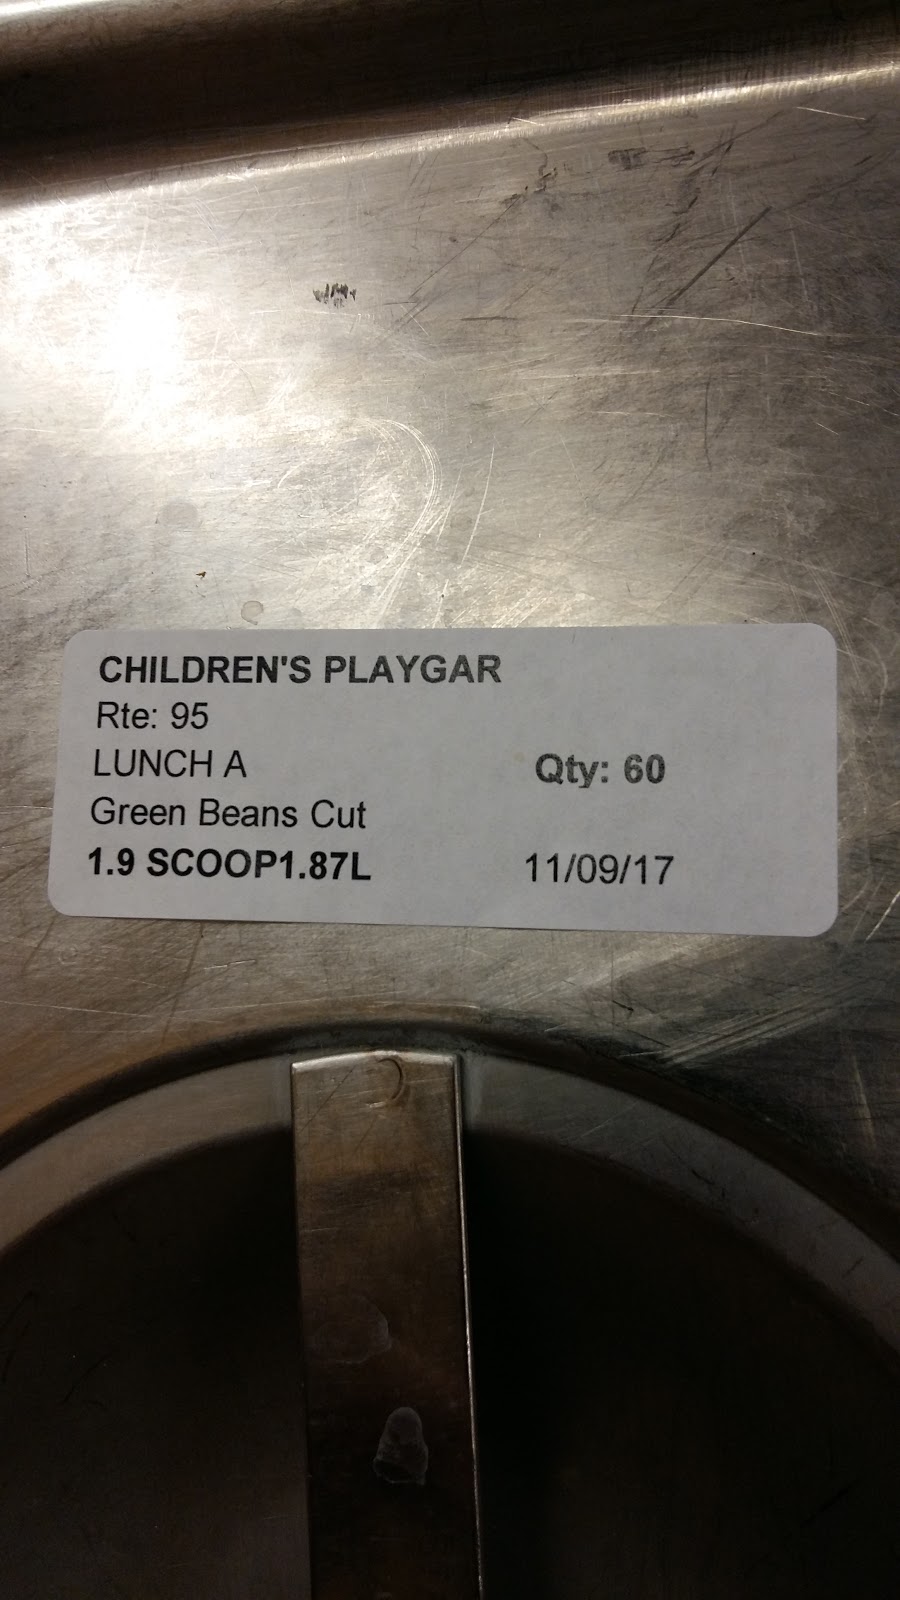 CHILDREN'S PLAYGAR
Rte: 95
LUNCH A Qty: 60
Green Beans Cut
1.9 SCOOP1.87L 11/09/17